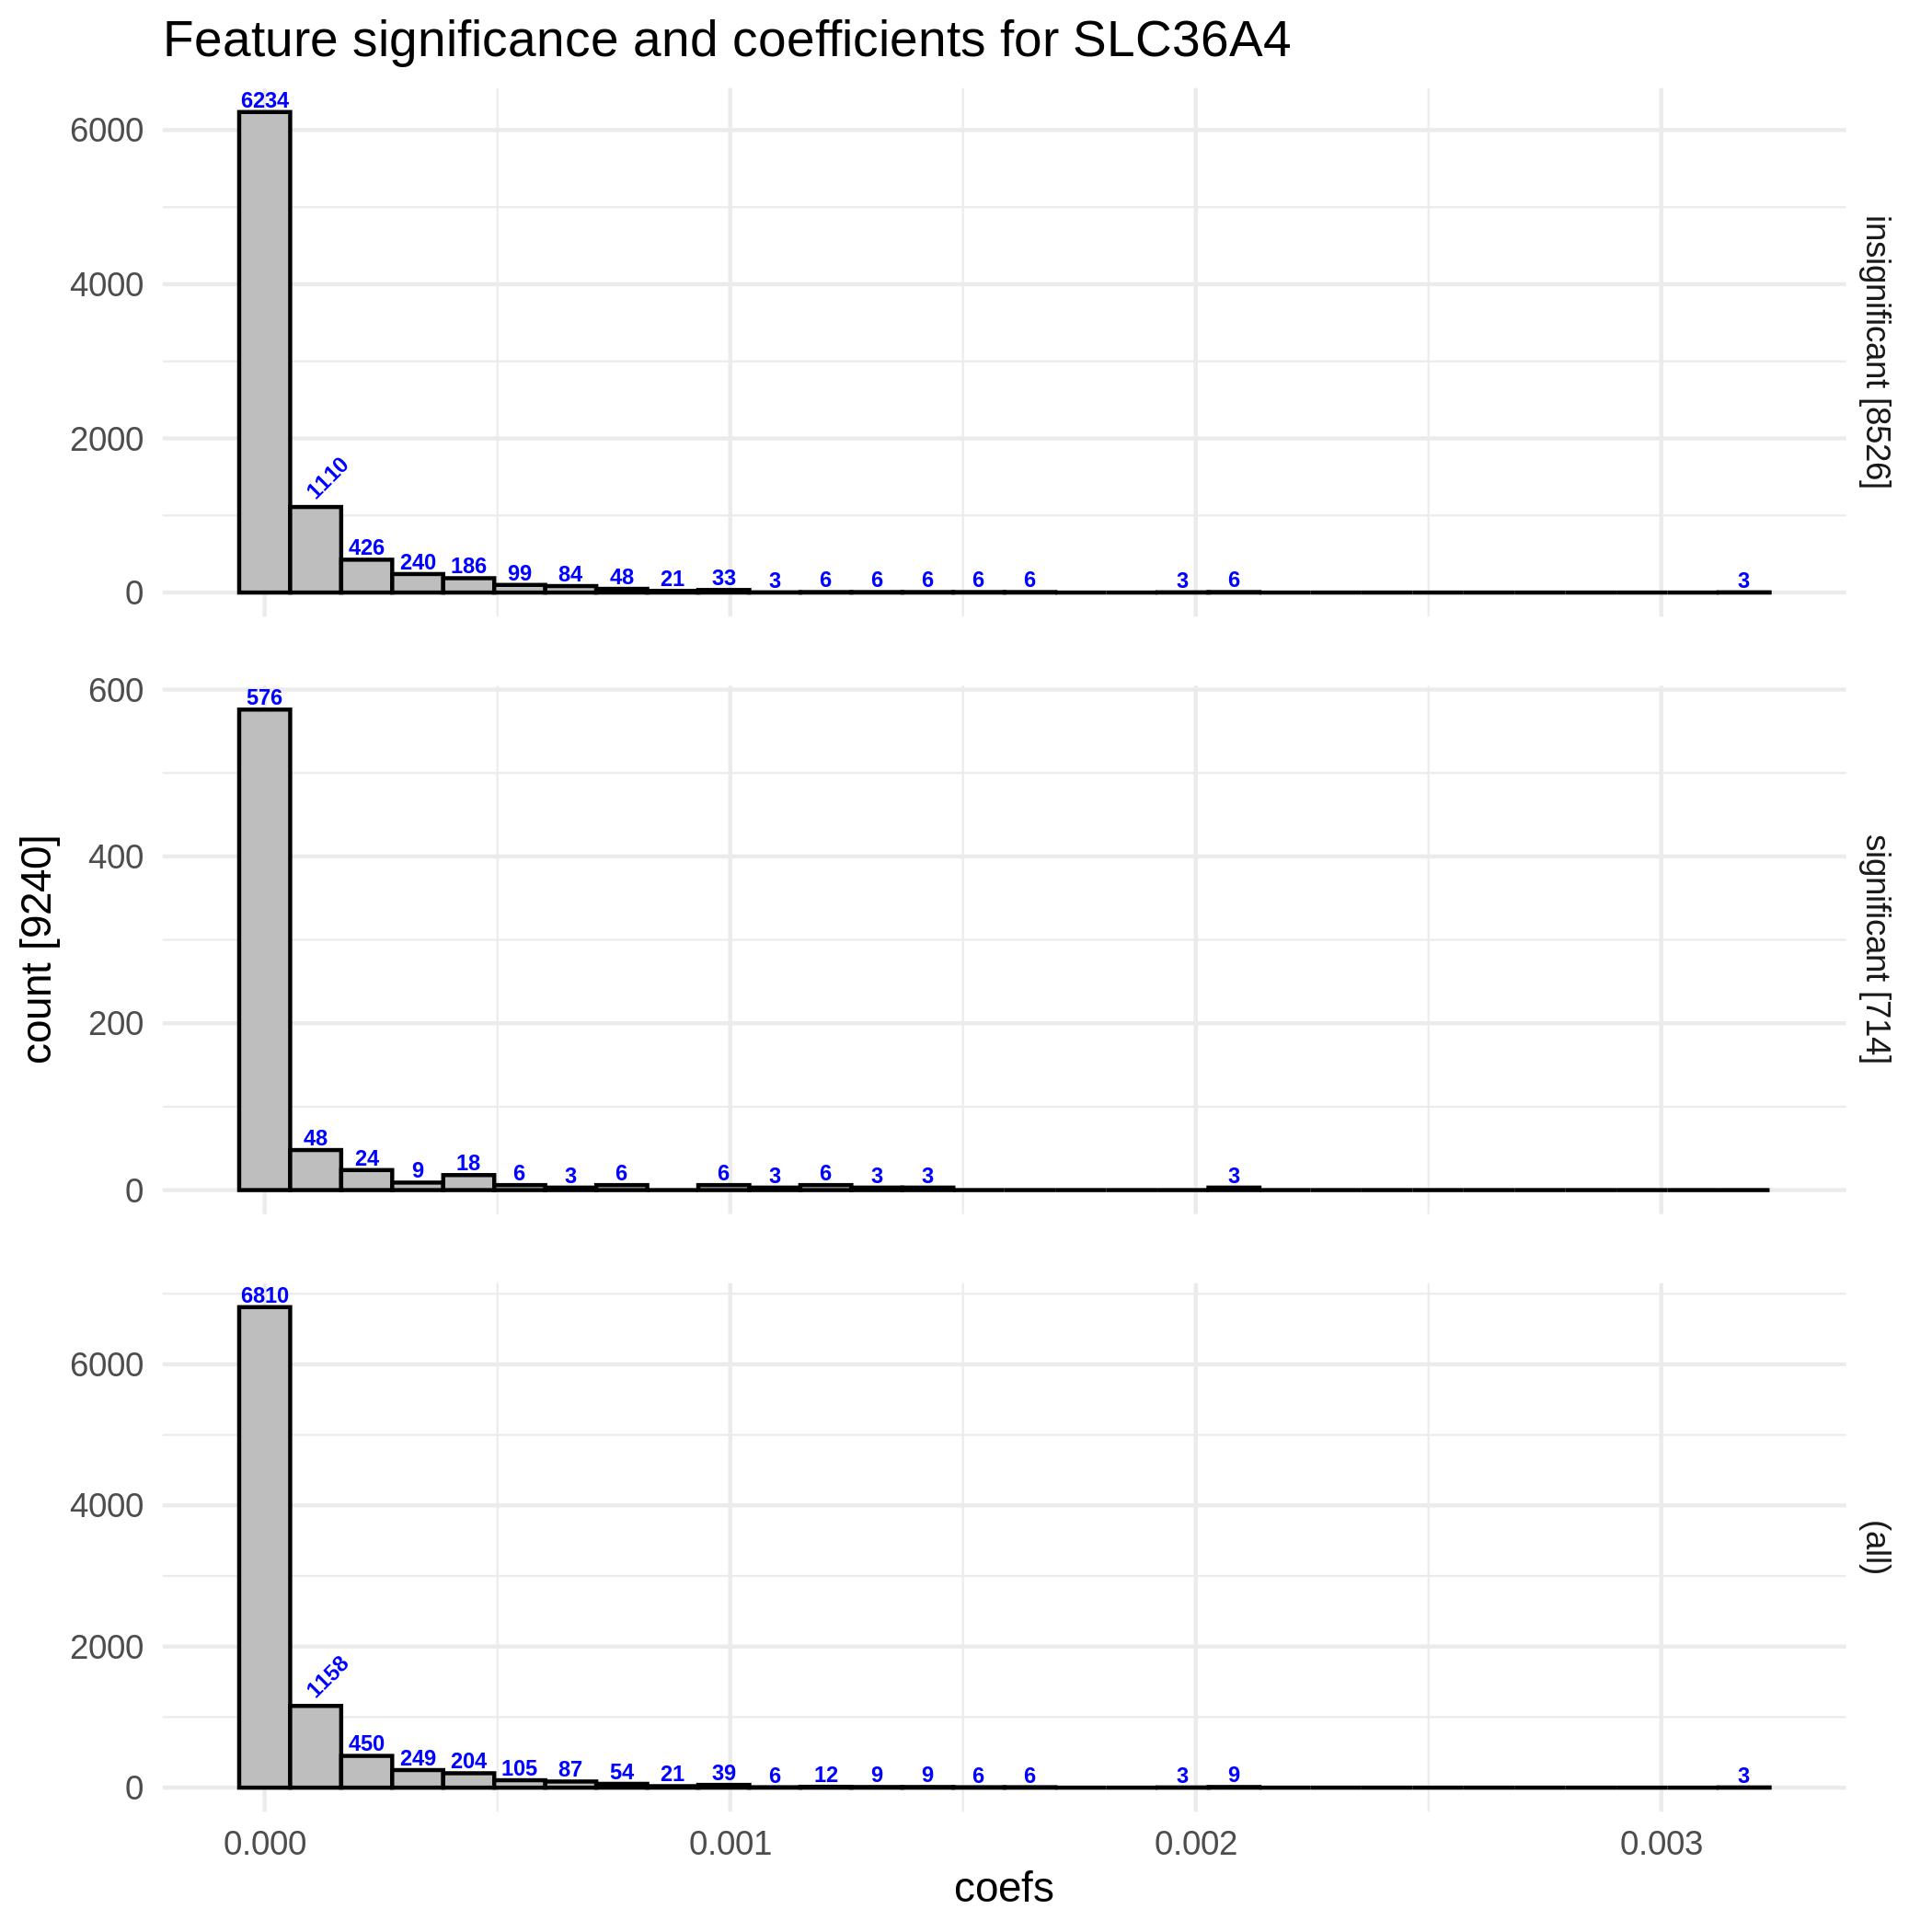 Feature significance and coefficients for SLC36A4
6234
6000
4000
2000
0
1110
426 240 186 99 84 48 21 33 3 6 6 6 6 6 3 6 3
insignificant [8526]
600
400
200
0
576
48 24 9 18 6 3 6 6 3 6 3 3 3
significant [714]
count [9240]
6810
6000
4000
2000
0
1158
450 249 204 105 87 54 21 39 6 12 9 9 6 6 3 9 3
(all)
0.000 0.001 0.002 0.003
coefs